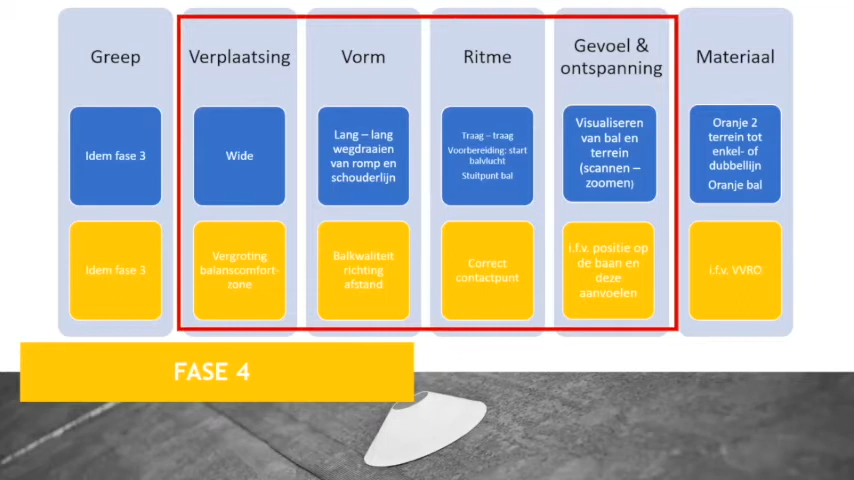 Greep
Idem fase 3
Idem fase 3
Verplaatsing
Wide
Vergroting
balanscomfort-
zone
Vorm
Lang – lang
wegdraaien
van romp en
schouderlijn
Balkwaliteit
richting
afstand
Ritme
Traag – traag
Voorbereiding: start
balvlucht
Stuitpunt bal
Correct
contactpunt
Gevoel &
ontspanning
Visualiseren
van bal en
terrein
(scannen –
zoomen)
i.f.v. positie op
de baan en
deze
aanvoelen
Materiaal
Oranje 2
terrein tot
enkel- of
dubbellijn
Oranje bal
i.f.v. VVRO
FASE 4